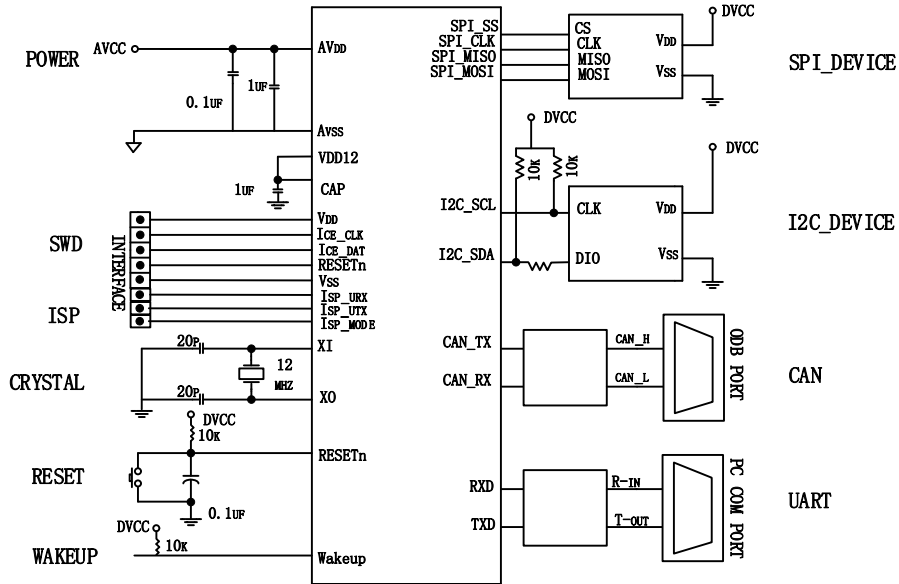 POWER
AVCC
AVDD
0.1UF
1UF
AVSS
VDD12
1UF
CAP
SWD
ISP
INTERFACE
VDD
ICE_CLK
ICE_DAT
RESETn
VSS
ISP_URX
ISP_UTX
ISP_MODE
CRYSTAL
20P
XI
12
MHZ
20P
XO
RESET
DVCC
10K
RESETn
0.1UF
WAKEUP
DVCC
10K
Wakeup
SPI_SS
SPI_CLK
SPI_MISO
SPI_MOSI
CS
CLK
MISO
MOSI
VDD
VSS
DVCC
SPI_DEVICE
DVCC
10K
10K
I2C_SCL
I2C_SDA
CLK
DIO
VDD
VSS
DVCC
I2C_DEVICE
CAN_TX
CAN_RX
CAN_H
CAN_L
ODB PORT
CAN
RXD
TXD
R-IN
T-OUT
PC COM PORT
UART